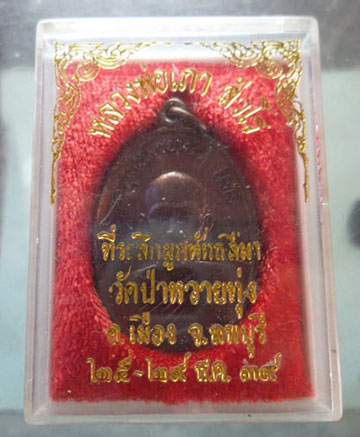 หลวงพ่อเภา
ที่ระลึกผูกพัทธสีมา
วัดป่าหวายทุ่ง
อ.เมือง จ.ลพบุรี
๒๕-๒๙ ธ.ค. ๓๙